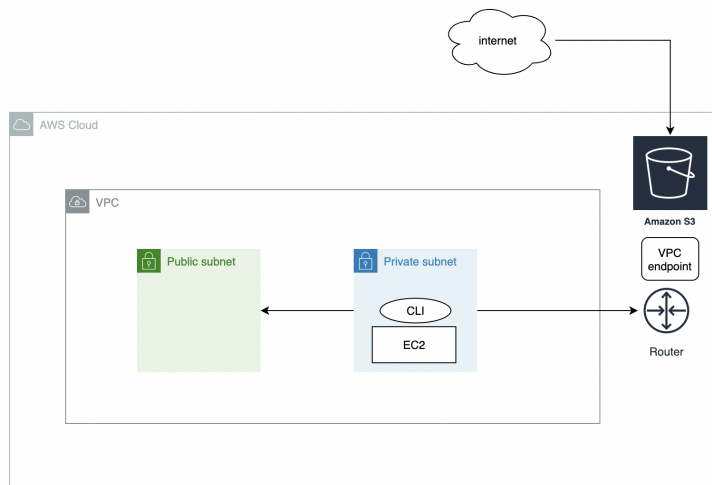 internet
AWS Cloud
Amazon S3
VPC
VPC
endpoint
Public subnet
Private subnet
CLI
EC2
Router